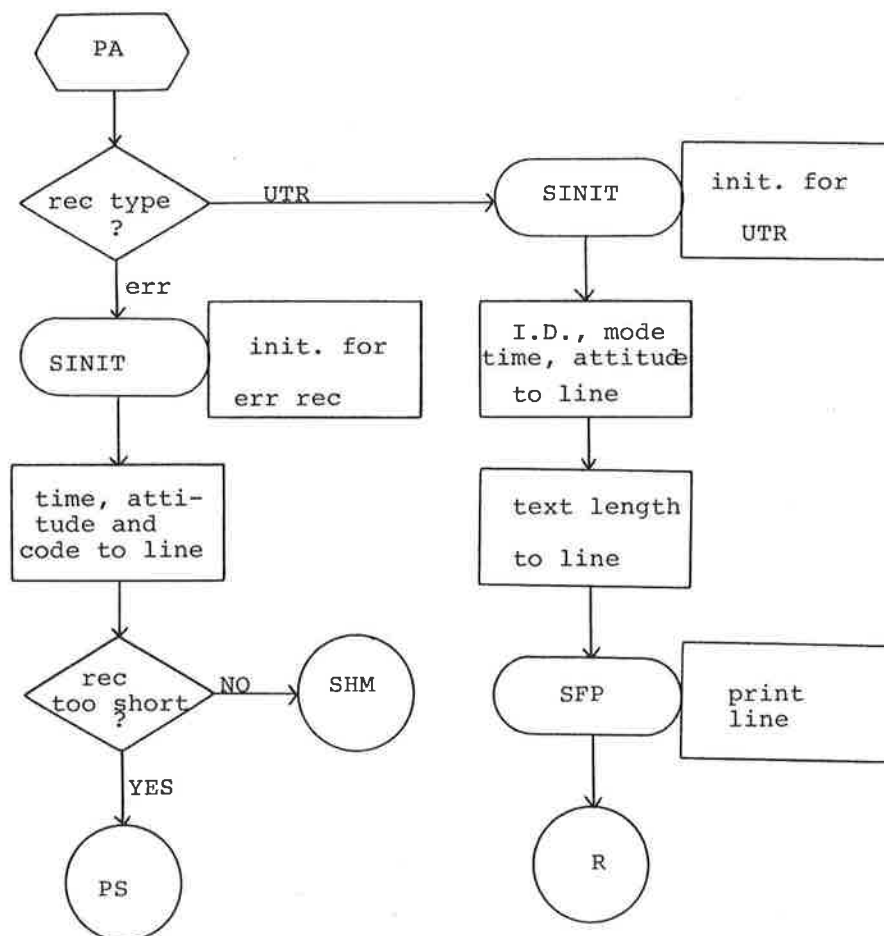 PA
rec type
?
UTR
SINIT
init. for
UTR
err
SINIT
init. for
err rec
I.D., mode
time, attitude
to line
time, atti-
tude and
code to line
text length
to line
rec
too short
?
NO
SHM
SFP
print
line
YES
PS
R